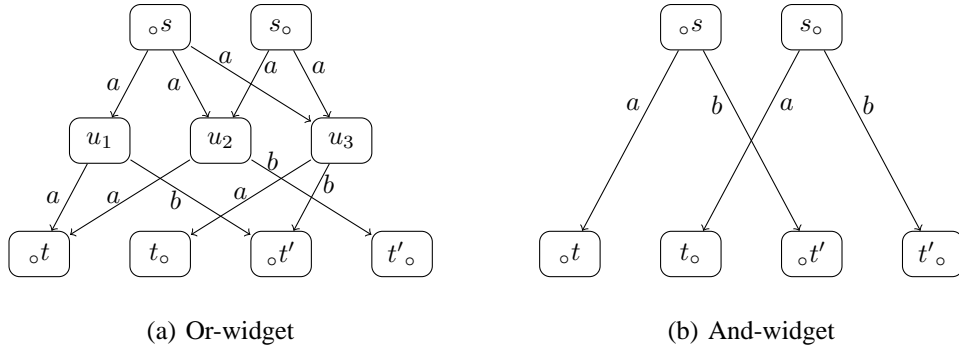 ∘s s∘ ∘s s∘
a a a a a
a b a b
u₁ u₂ u₃
a a b a b b
∘t t∘ ∘t′ t′∘ ∘t t∘ ∘t′ t′∘
(a) Or-widget (b) And-widget